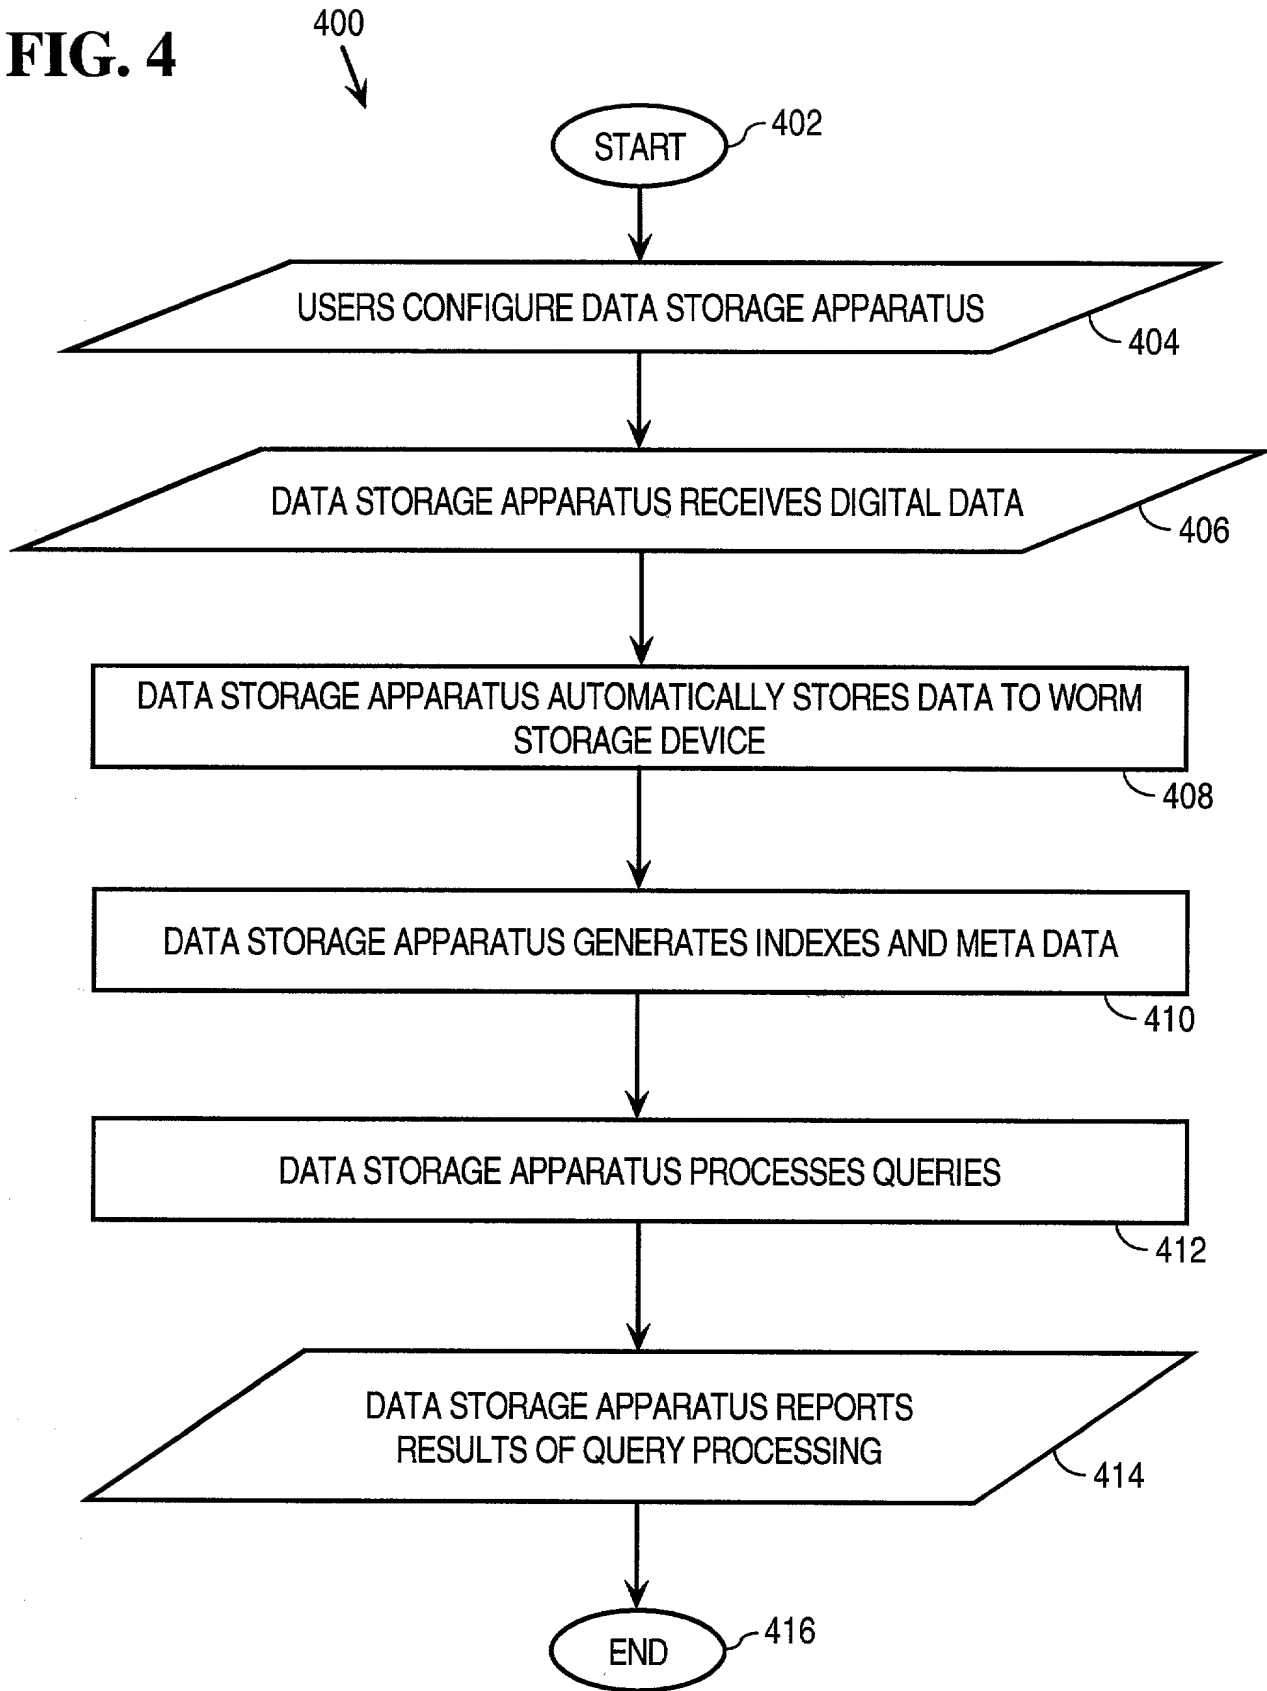 FIG. 4
400
START
402
USERS CONFIGURE DATA STORAGE APPARATUS
404
DATA STORAGE APPARATUS RECEIVES DIGITAL DATA
406
DATA STORAGE APPARATUS AUTOMATICALLY STORES DATA TO WORM
STORAGE DEVICE
408
DATA STORAGE APPARATUS GENERATES INDEXES AND META DATA
410
DATA STORAGE APPARATUS PROCESSES QUERIES
412
DATA STORAGE APPARATUS REPORTS
RESULTS OF QUERY PROCESSING
414
END
416